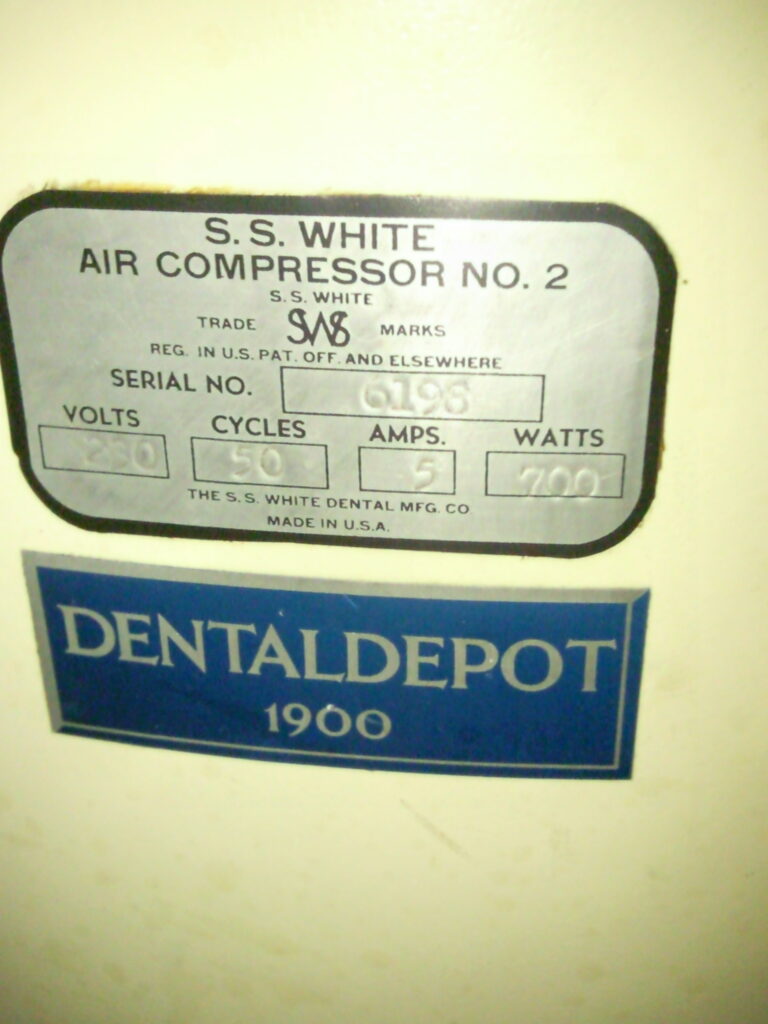 S. S. WHITE
AIR COMPRESSOR NO. 2
S. S. WHITE
TRADE SWS MARKS
REG. IN U.S. PAT. OFF. AND ELSEWHERE
SERIAL NO. 6198
VOLTS CYCLES AMPS. WATTS
230 50 5 700
THE S. S. WHITE DENTAL MFG. CO
MADE IN U.S.A.
DENTALDEPOT
1900